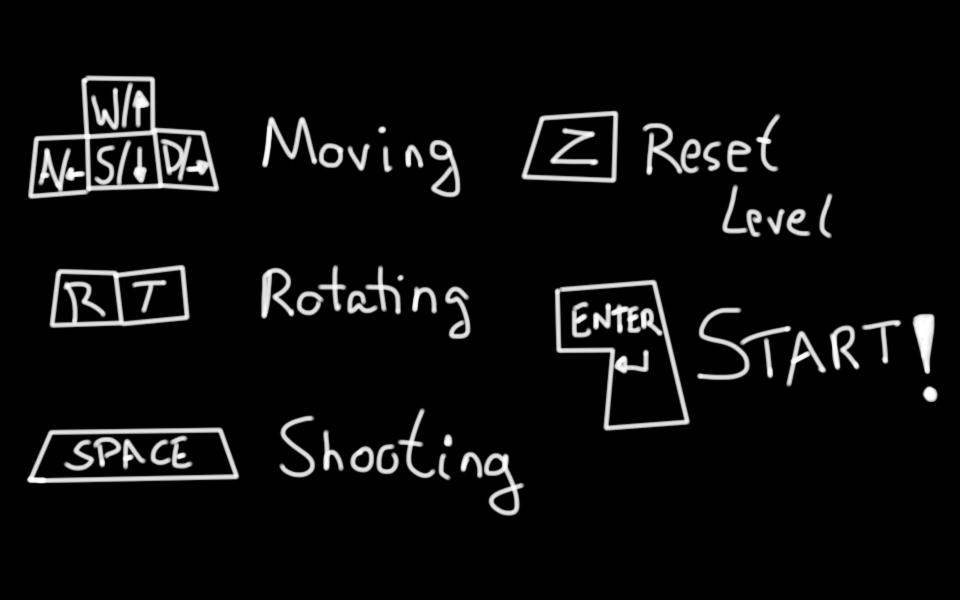 W/↑
A/← S/↓ D/→ Moving
Z Reset
Level
R T Rotating
ENTER
↵
START!
SPACE Shooting